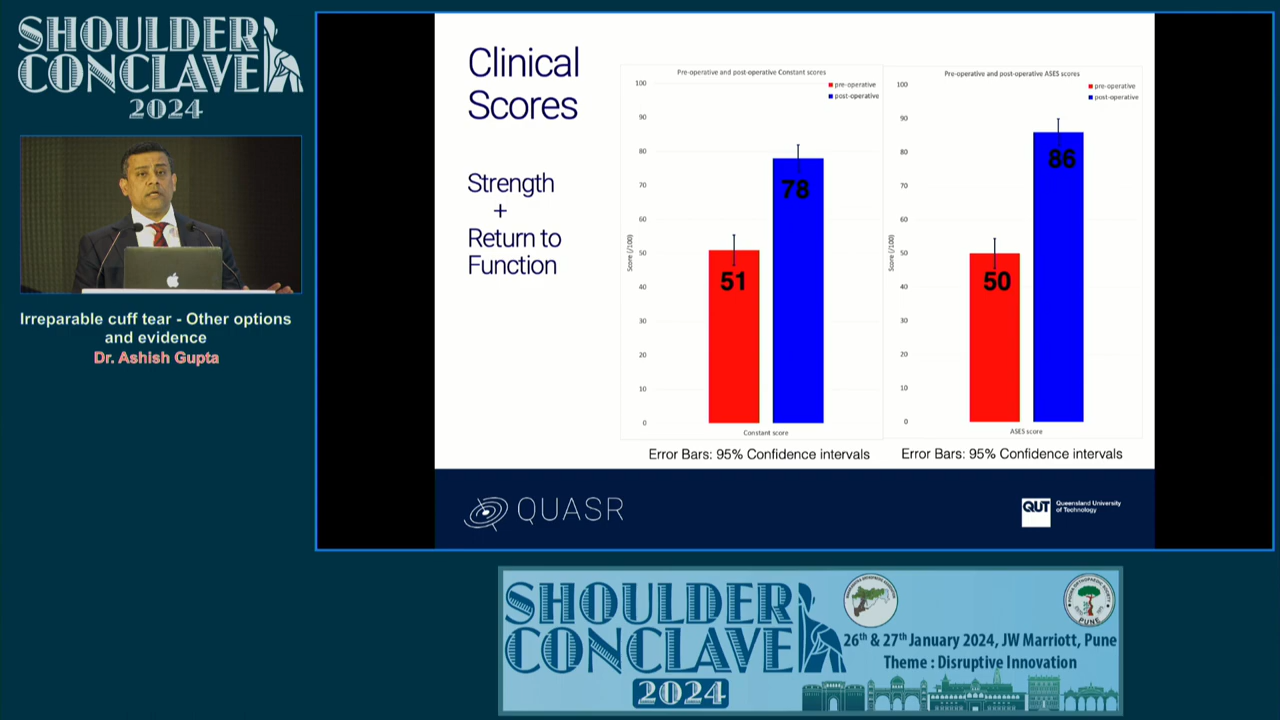 SHOULDER
CONCLAVE
2024
Irreparable cuff tear - Other options
and evidence
Dr. Ashish Gupta
Clinical
Scores
Strength
+
Return to
Function
Pre-operative and post-operative Constant scores
pre-operative
post-operative
100
90
80
70
60
50
40
30
20
10
0
Score (/100)
51
78
Constant score
Error Bars: 95% Confidence intervals
Pre-operative and post-operative ASES scores
pre-operative
post-operative
100
90
80
70
60
50
40
30
20
10
0
Score (/100)
50
86
ASES score
Error Bars: 95% Confidence intervals
QUASR
QUT
Queensland University
of Technology
SHOULDER
CONCLAVE
2024
PUNE
26th & 27th January 2024, JW Marriott, Pune
Theme : Disruptive Innovation